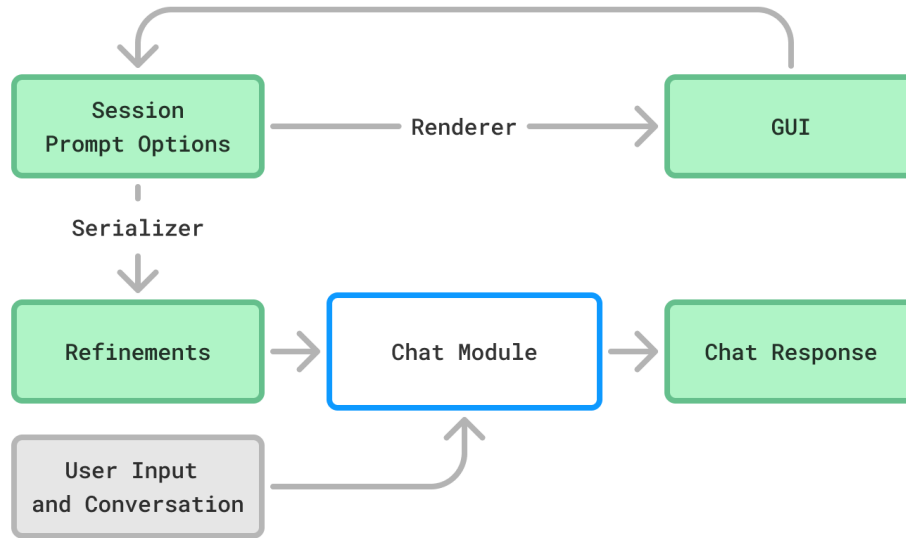 Session
Prompt Options
Renderer
GUI
Serializer
Refinements
Chat Module
Chat Response
User Input
and Conversation